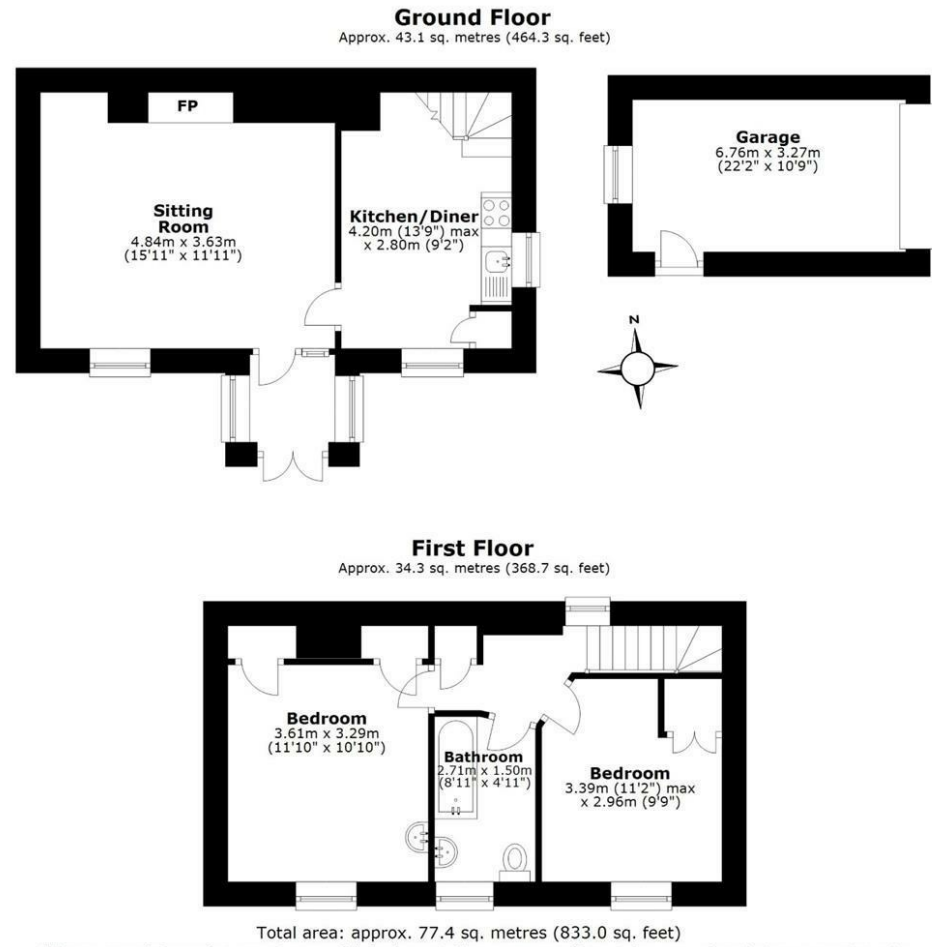 Ground Floor
Approx. 43.1 sq. metres (464.3 sq. feet)
FP
Sitting
Room
4.84m x 3.63m
(15'11" x 11'11")
Kitchen/Diner
4.20m (13'9") max
x 2.80m (9'2")
Garage
6.76m x 3.27m
(22'2" x 10'9")
N
First Floor
Approx. 34.3 sq. metres (368.7 sq. feet)
Bedroom
3.61m x 3.29m
(11'10" x 10'10")
Bathroom
2.71m x 1.50m
(8'11" x 4'11")
Bedroom
3.39m (11'2") max
x 2.96m (9'9")
Total area: approx. 77.4 sq. metres (833.0 sq. feet)